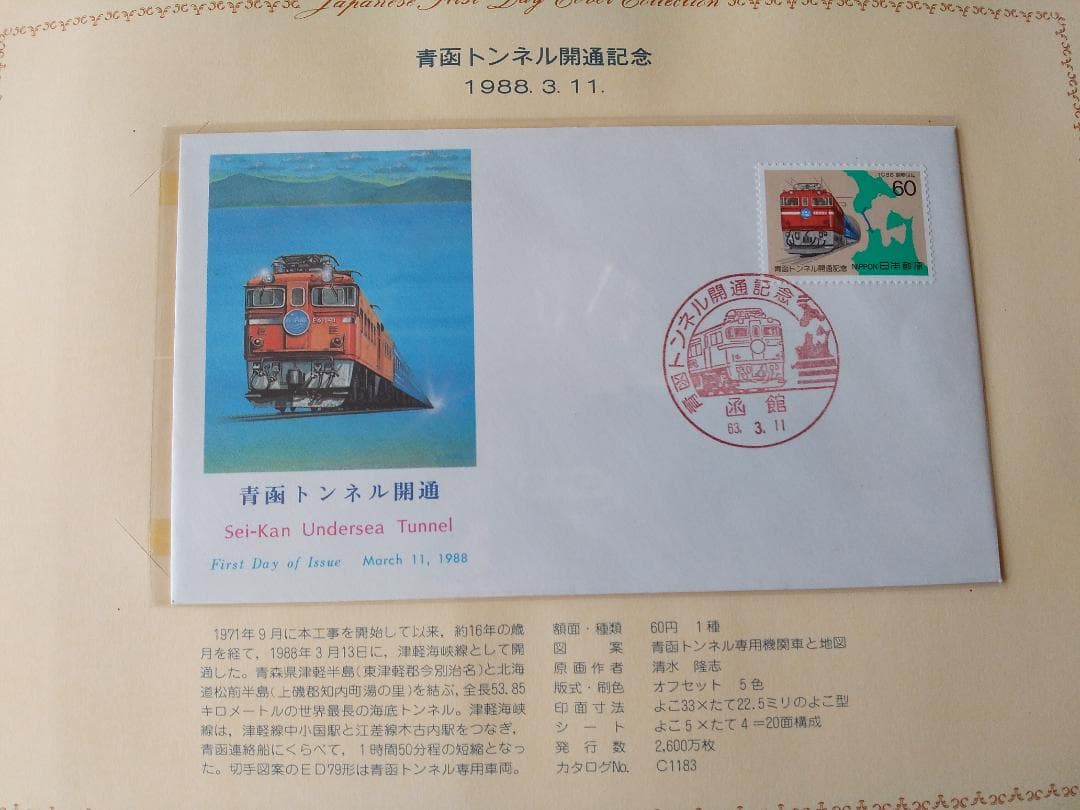 Japanese First Day Cover Collection
青函トンネル開通記念
1988. 3. 11.
1988
60
青函トンネル開通記念 NIPPON 日本郵便
青函トンネル開通記念
函館
63. 3. 11
青函トンネル開通
Sei-Kan Undersea Tunnel
First Day of Issue March 11, 1988
1971年9月に本工事を開始して以来，約16年の歳
月を経て，1988年3月13日に，津軽海峡線として開
通した。青森県津軽半島（東津軽郡今別治名）と北海
道松前半島（上磯郡知内町湯の里）を結ぶ，全長53.85
キロメートルの世界最長の海底トンネル。津軽海峡
線は，津軽線中小国駅と江差線木古内駅をつなぎ，
青函連絡船にくらべて，1時間50分程の短縮となっ
た。切手図案のED79形は青函トンネル専用車両。
額面・種類 60円 1種
図案 青函トンネル専用機関車と地図
原画作者 清水 隆志
版式・刷色 オフセット 5色
印面寸法 よこ33×たて22.5ミリのよこ型
シート よこ5×たて4＝20面構成
発行数 2,600万枚
カタログNo. C1183